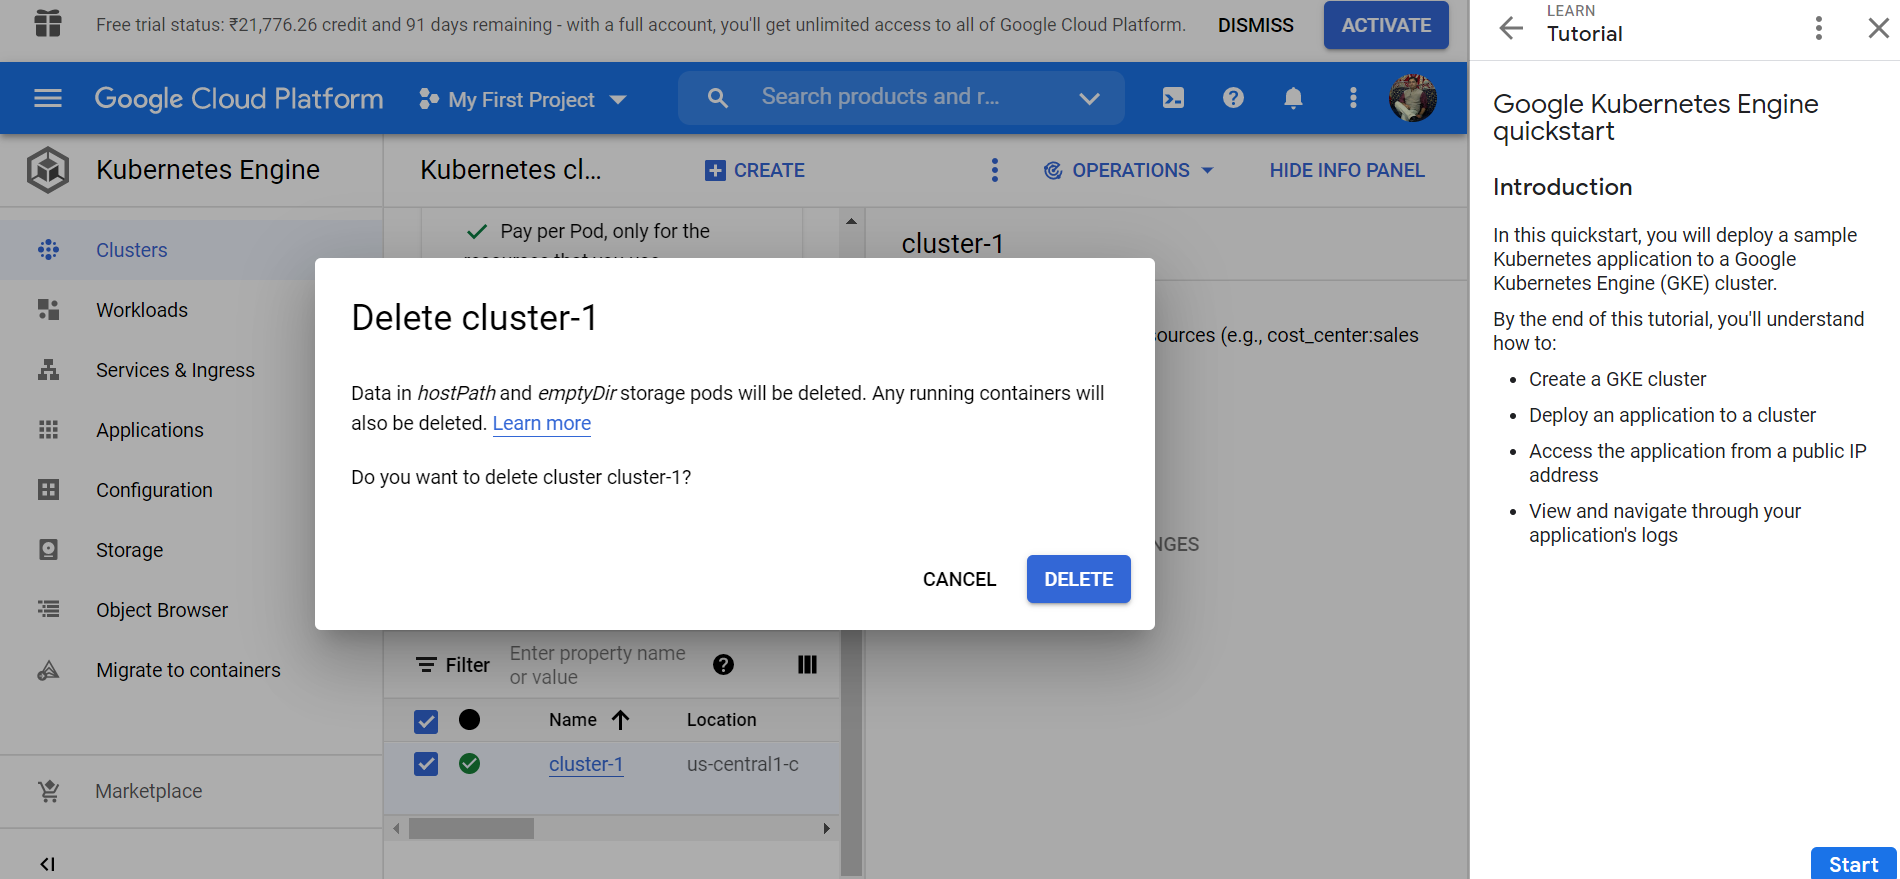 Free trial status: ₹21,776.26 credit and 91 days remaining - with a full account, you'll get unlimited access to all of Google Cloud Platform.
DISMISS
ACTIVATE
Google Cloud Platform
My First Project
Search products and r...
Kubernetes Engine
Kubernetes cl...
CREATE
OPERATIONS
HIDE INFO PANEL
Clusters
Workloads
Services & Ingress
Applications
Configuration
Storage
Object Browser
Migrate to containers
Marketplace
Pay per Pod, only for the
resources that you use
cluster-1
sources (e.g., cost_center:sales
NGES
Delete cluster-1
Data in hostPath and emptyDir storage pods will be deleted. Any running containers will
also be deleted. Learn more
Do you want to delete cluster cluster-1?
CANCEL
DELETE
Filter
Enter property name
or value
Name
Location
cluster-1
us-central1-c
LEARN
Tutorial
Google Kubernetes Engine
quickstart
Introduction
In this quickstart, you will deploy a sample
Kubernetes application to a Google
Kubernetes Engine (GKE) cluster.
By the end of this tutorial, you'll understand
how to:
• Create a GKE cluster
• Deploy an application to a cluster
• Access the application from a public IP
address
• View and navigate through your
application's logs
Start